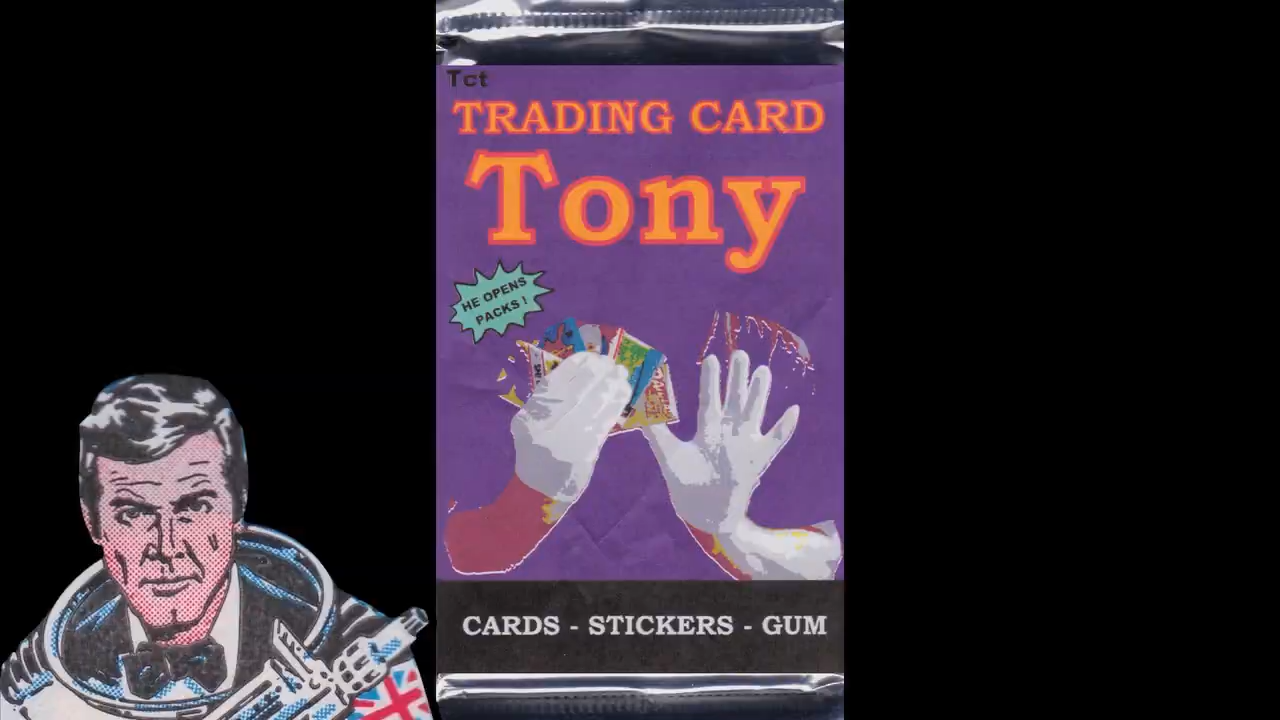 Tct
TRADING CARD
Tony
HE OPENS
PACKS !
CARDS - STICKERS - GUM